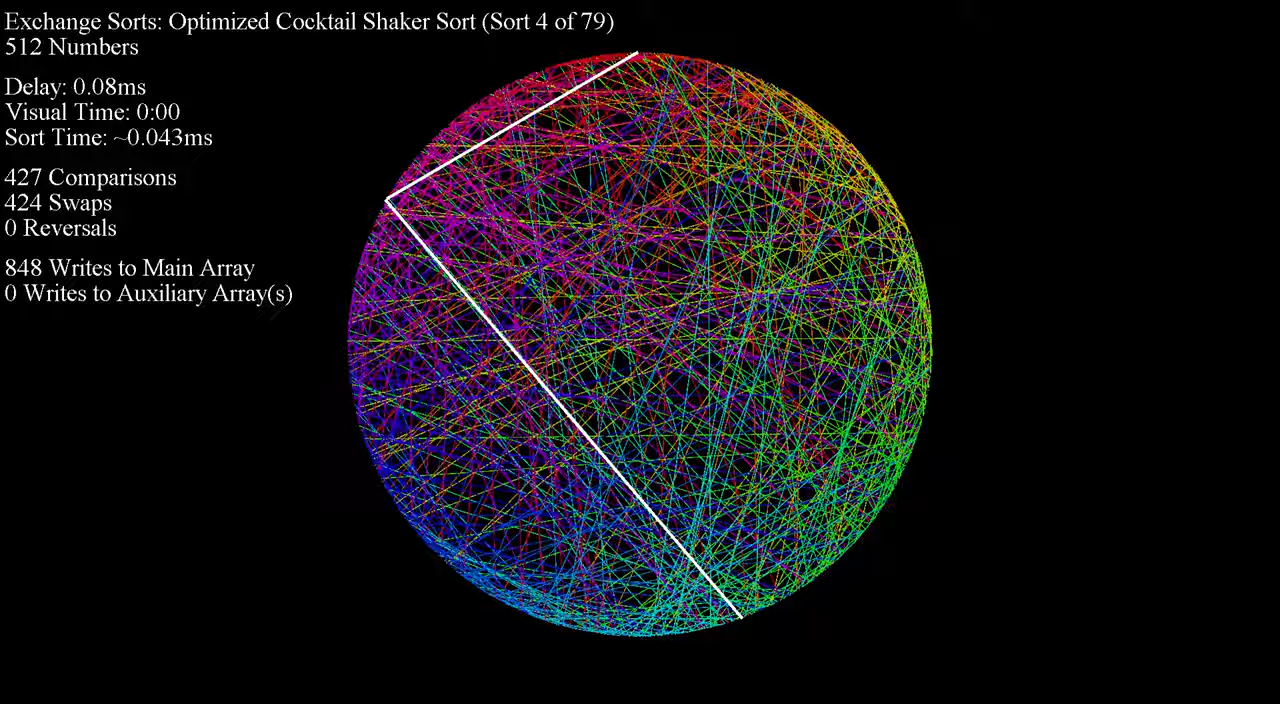 Exchange Sorts: Optimized Cocktail Shaker Sort (Sort 4 of 79)
512 Numbers
Delay: 0.08ms
Visual Time: 0:00
Sort Time: ~0.043ms
427 Comparisons
424 Swaps
0 Reversals
848 Writes to Main Array
0 Writes to Auxiliary Array(s)